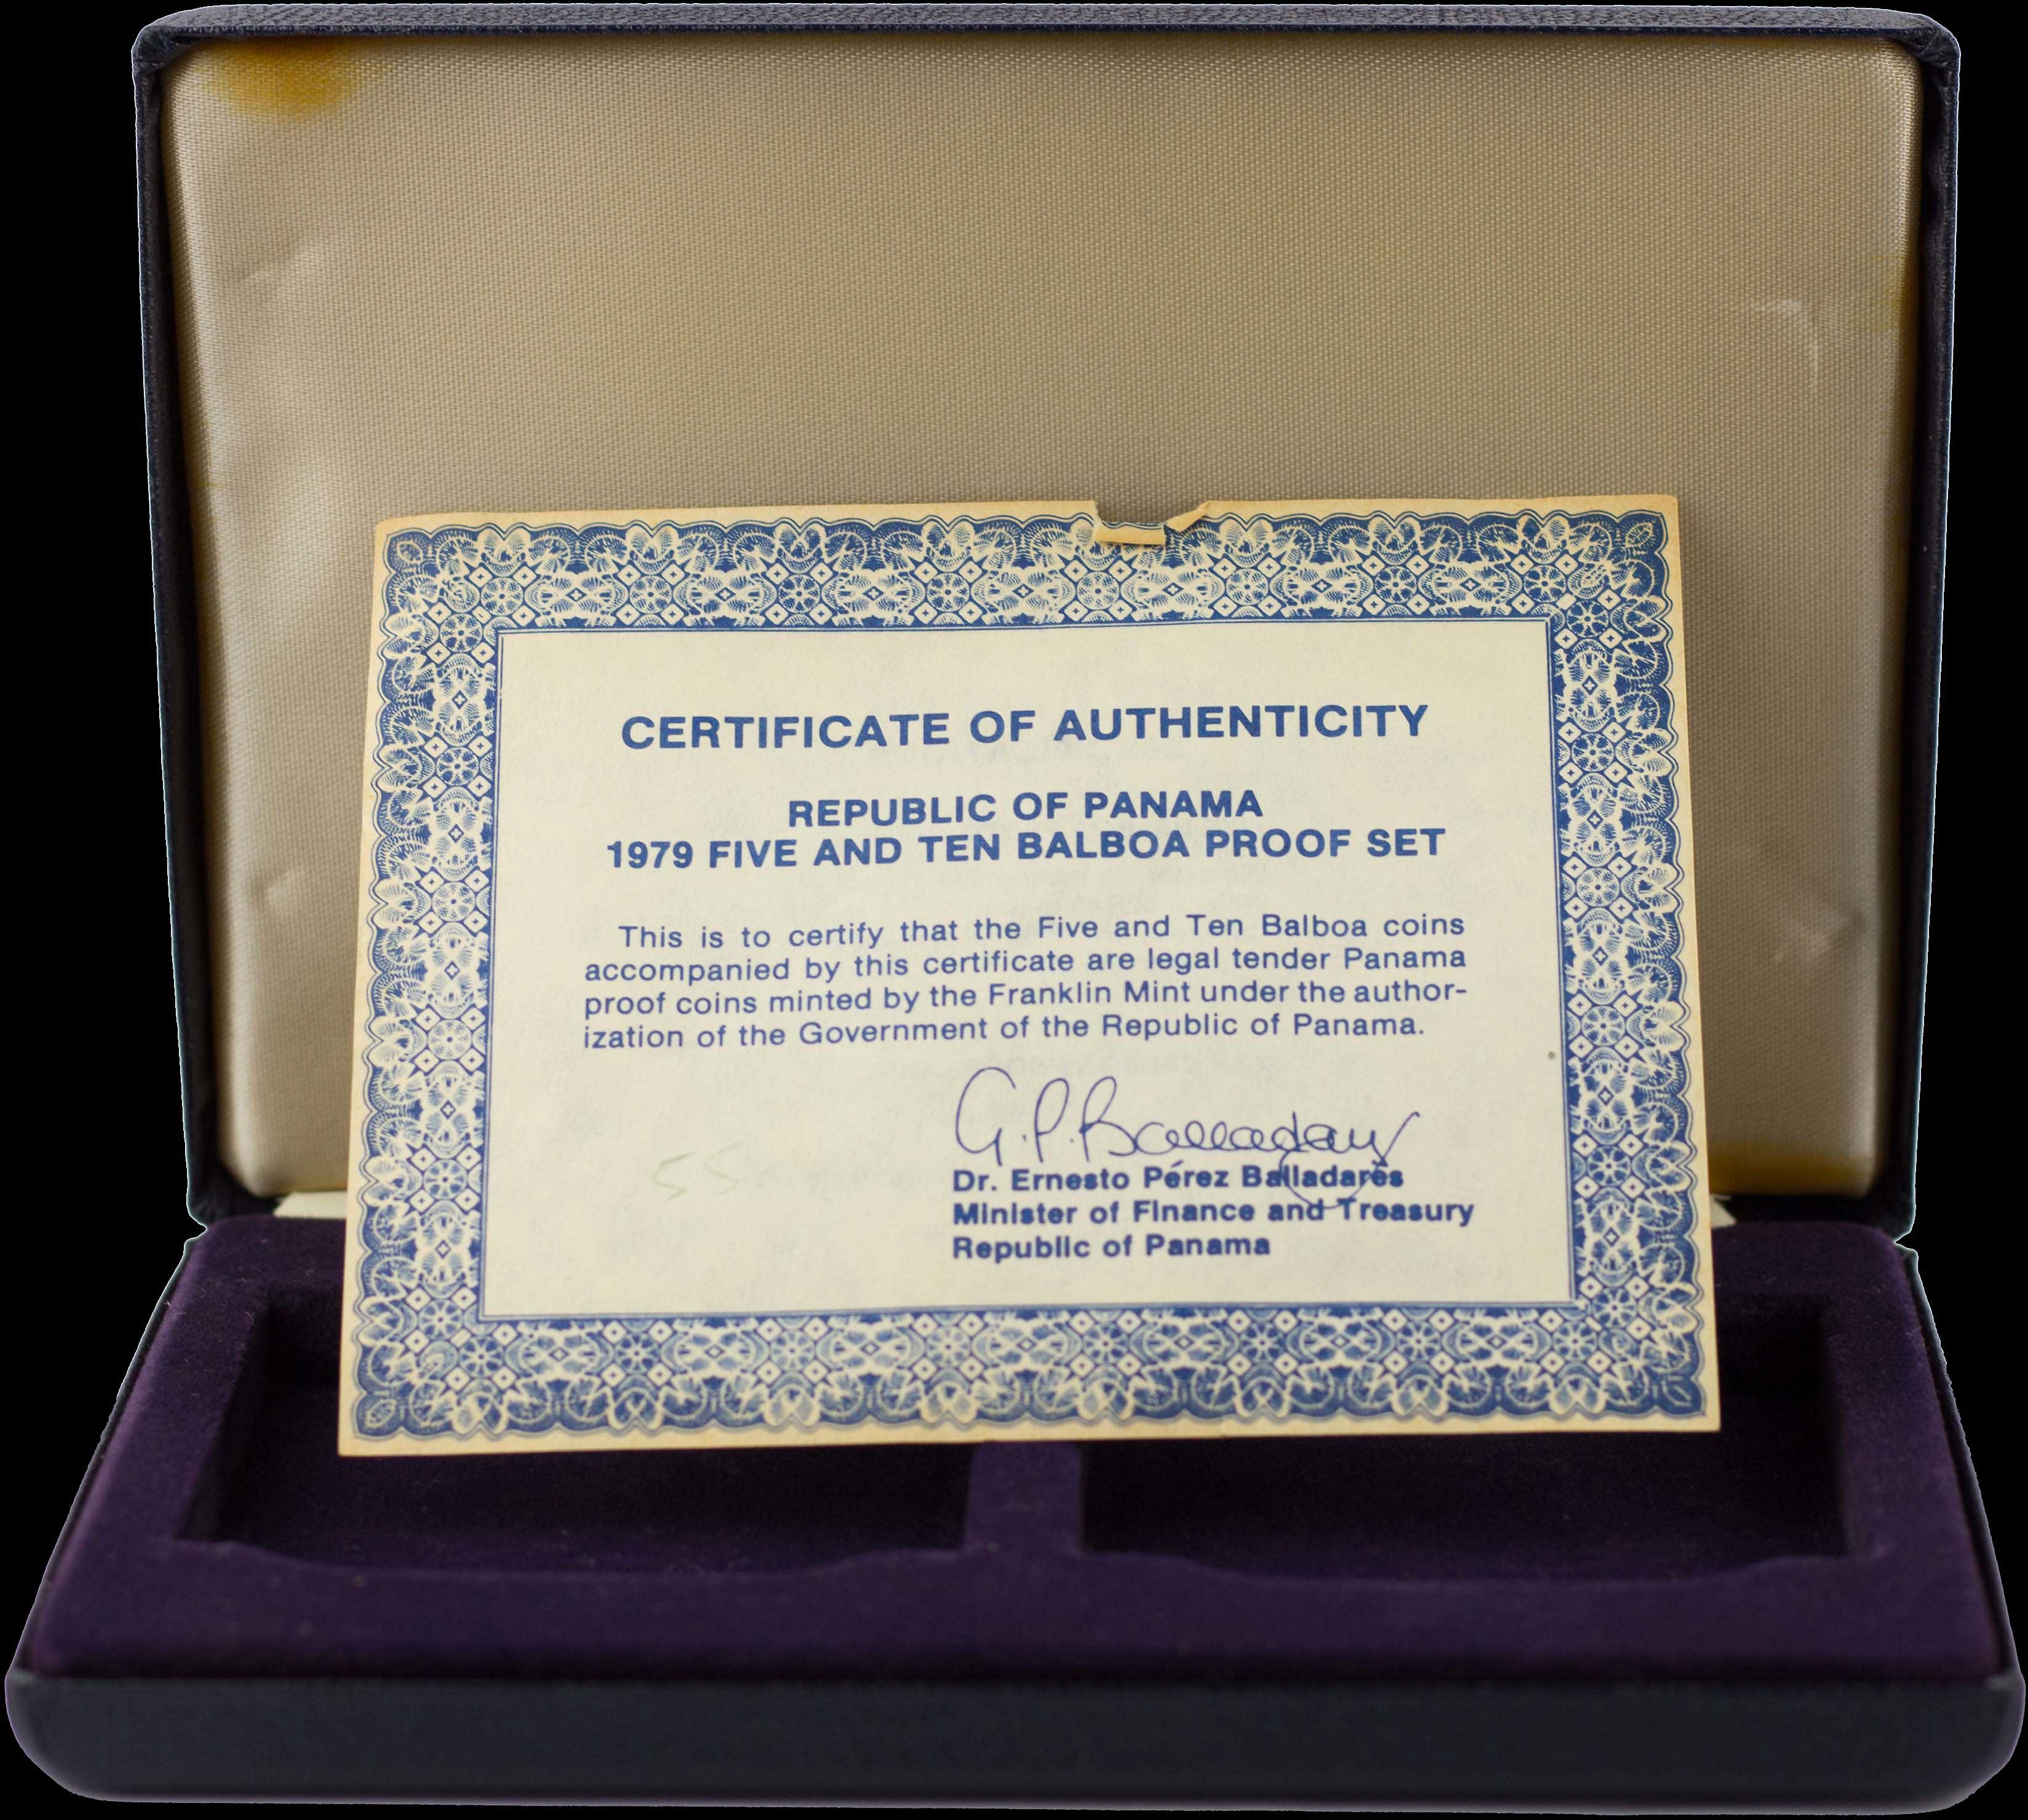 CERTIFICATE OF AUTHENTICITY
REPUBLIC OF PANAMA
1979 FIVE AND TEN BALBOA PROOF SET
This is to certify that the Five and Ten Balboa coins
accompanied by this certificate are legal tender Panama
proof coins minted by the Franklin Mint under the author-
ization of the Government of the Republic of Panama.
55
Dr. Ernesto Pérez Balladarès
Minister of Finance and Treasury
Republic of Panama